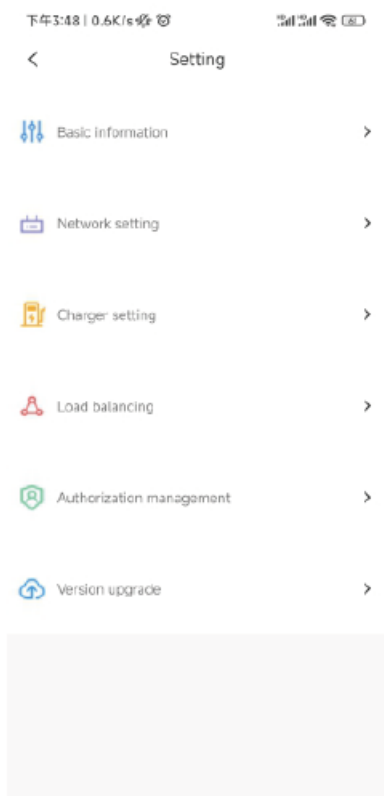 下午3:48 | 0.6K/s
Setting
Basic information
Network setting
Charger setting
Load balancing
Authorization management
Version upgrade